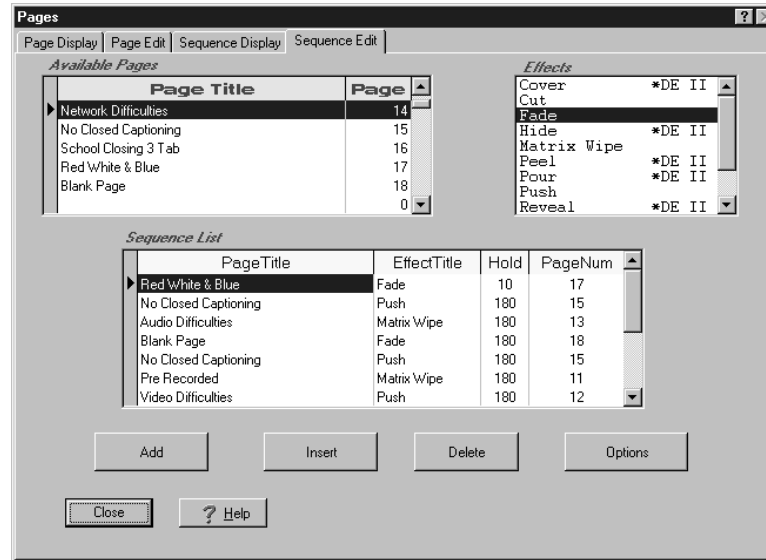 Pages
Page Display Page Edit Sequence Display Sequence Edit
Available Pages
Page Title Page
Network Difficulties 14
No Closed Captioning 15
School Closing 3 Tab 16
Red White & Blue 17
Blank Page 18
0
Effects
Cover *DE II
Cut
Fade
Hide *DE II
Matrix Wipe
Peel *DE II
Pour *DE II
Push
Reveal *DE II
Sequence List
PageTitle EffectTitle Hold PageNum
Red White & Blue Fade 10 17
No Closed Captioning Push 180 15
Audio Difficulties Matrix Wipe 180 13
Blank Page Fade 180 18
No Closed Captioning Push 180 15
Pre Recorded Matrix Wipe 180 11
Video Difficulties Push 180 12
Add Insert Delete Options
Close ? Help